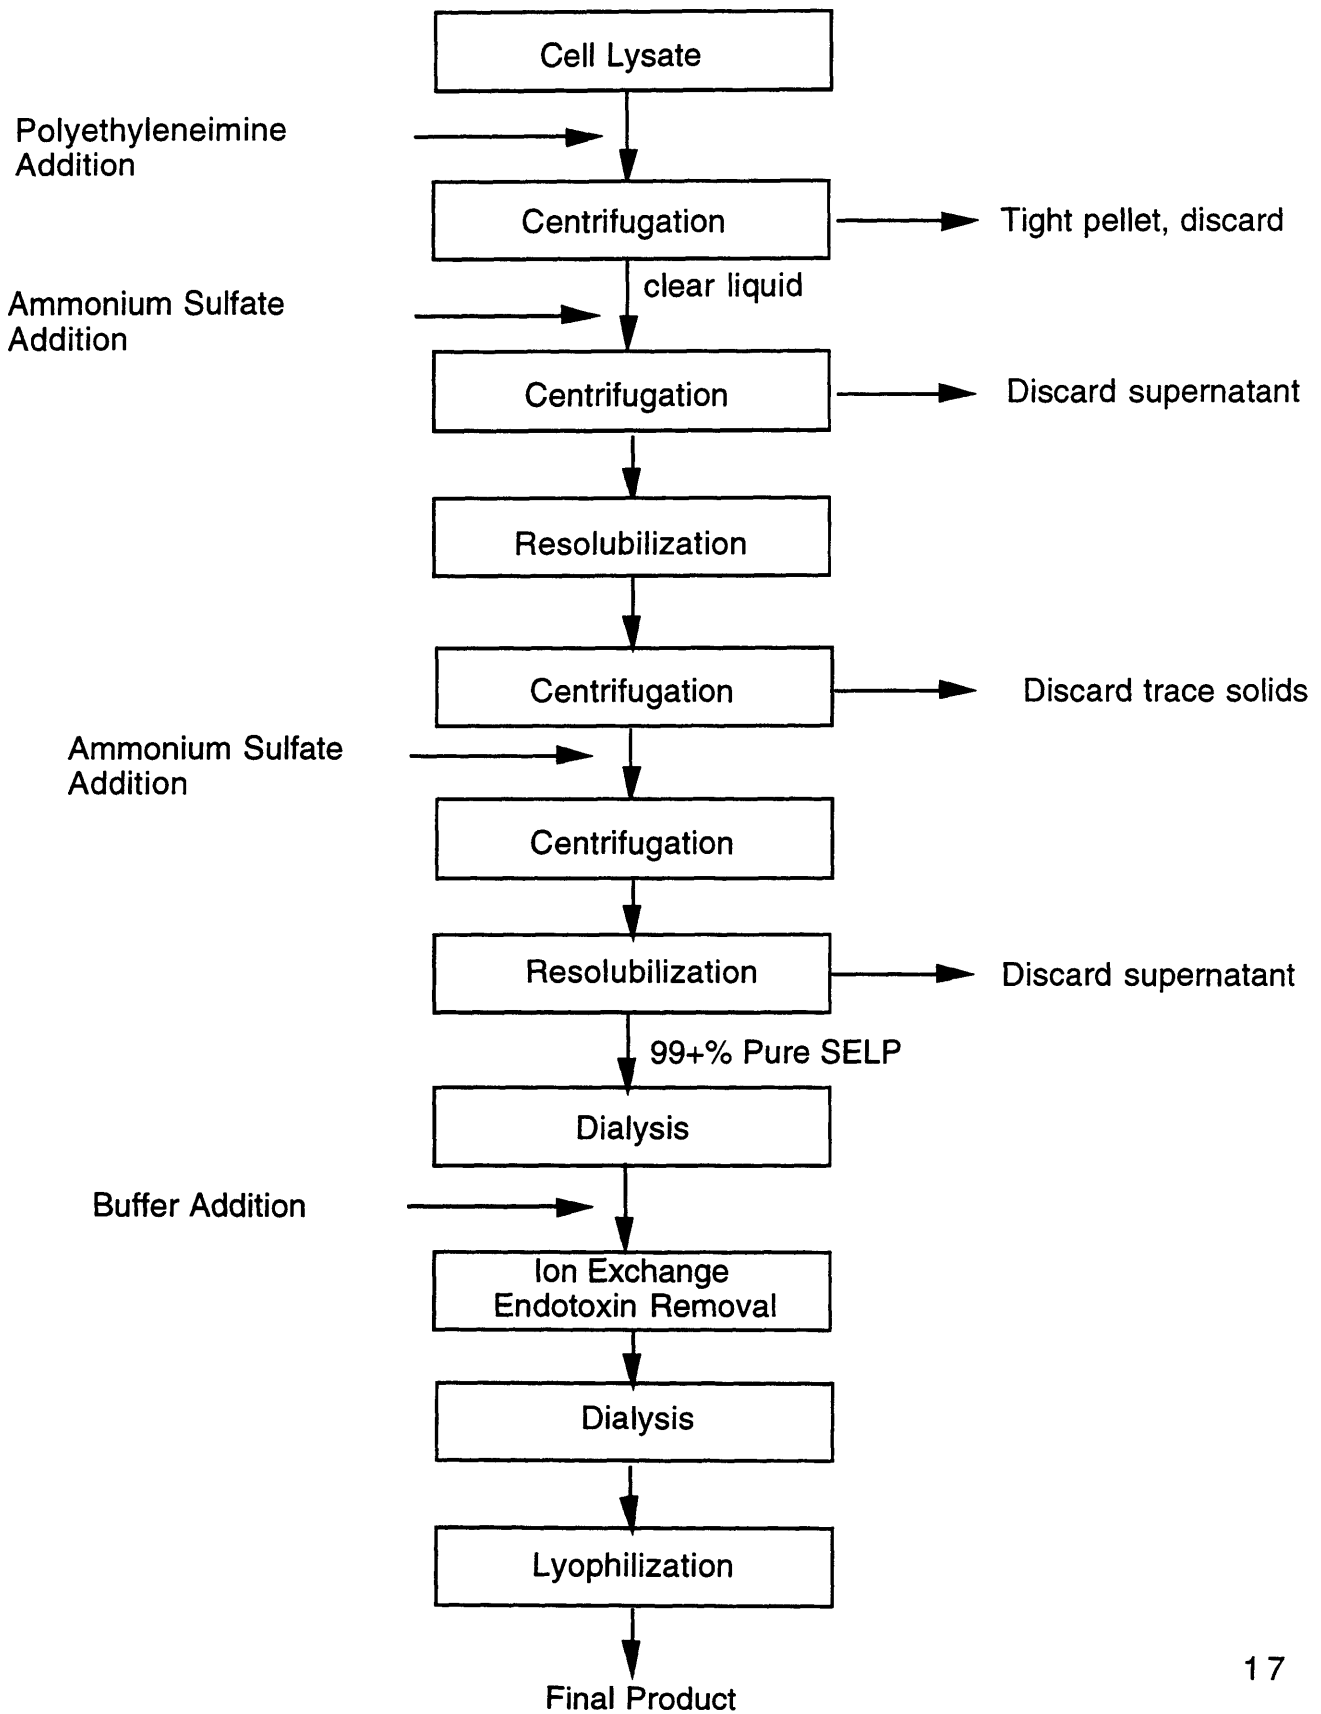 Cell Lysate
Polyethyleneimine
Addition
Centrifugation
Tight pellet, discard
clear liquid
Ammonium Sulfate
Addition
Centrifugation
Discard supernatant
Resolubilization
Centrifugation
Discard trace solids
Ammonium Sulfate
Addition
Centrifugation
Resolubilization
Discard supernatant
99+% Pure SELP
Dialysis
Buffer Addition
Ion Exchange
Endotoxin Removal
Dialysis
Lyophilization
17
Final Product